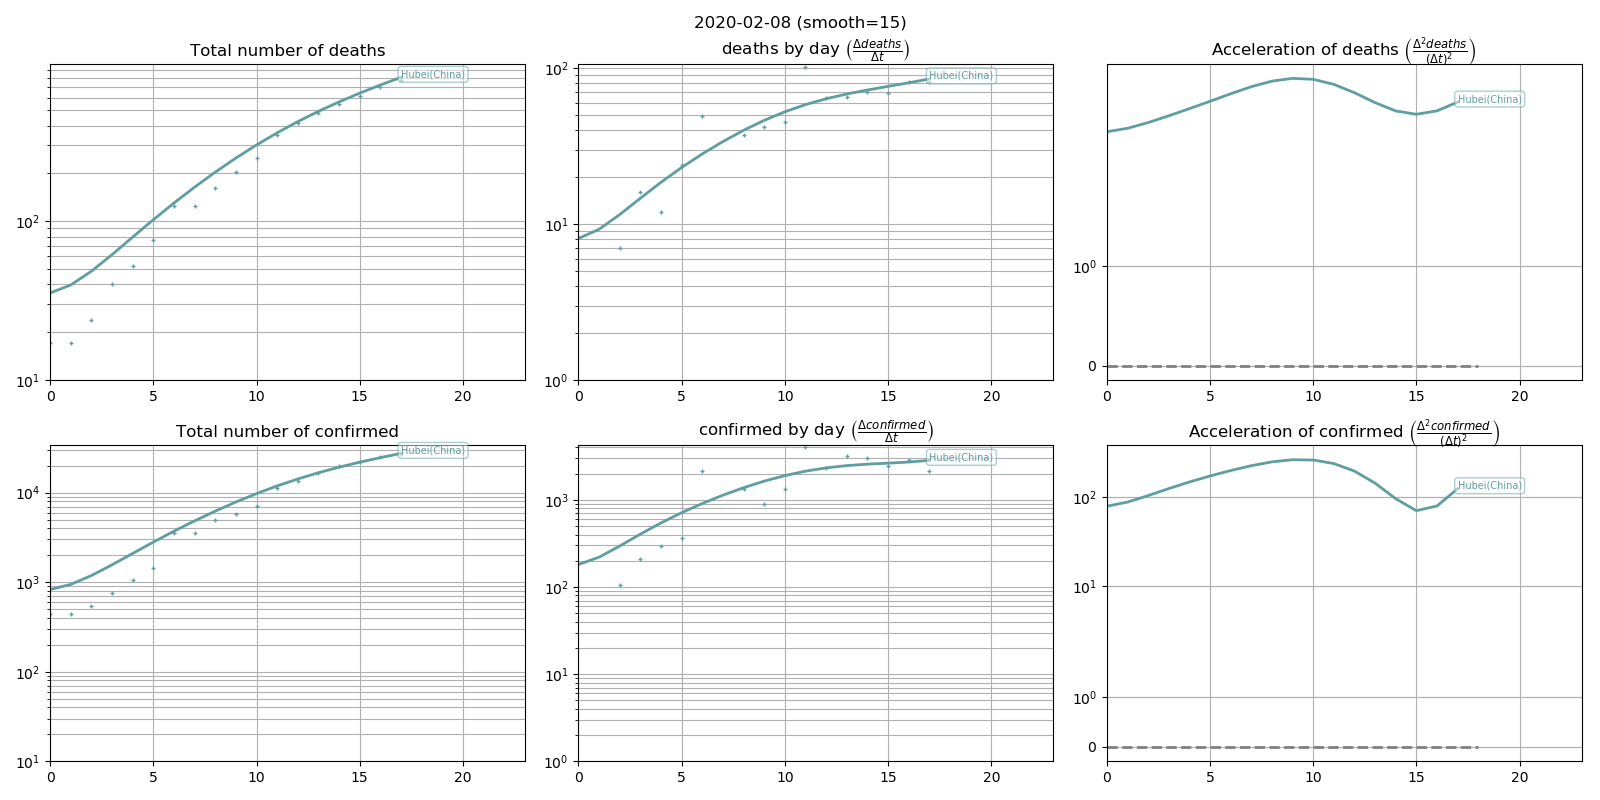 2020-02-08 (smooth=15)
Total number of deaths
deaths by day (Δdeaths/Δt)
Acceleration of deaths (Δ²deaths/(Δt)²)
Hubei(China)
Hubei(China)
Hubei(China)
10²
10¹
0 5 10 15 20
10²
10¹
10⁰
0 5 10 15 20
10⁰
0
0 5 10 15 20
Total number of confirmed
confirmed by day (Δconfirmed/Δt)
Acceleration of confirmed (Δ²confirmed/(Δt)²)
Hubei(China)
Hubei(China)
Hubei(China)
10⁴
10³
10²
10¹
0 5 10 15 20
10³
10²
10¹
10⁰
0 5 10 15 20
10²
10¹
10⁰
0
0 5 10 15 20